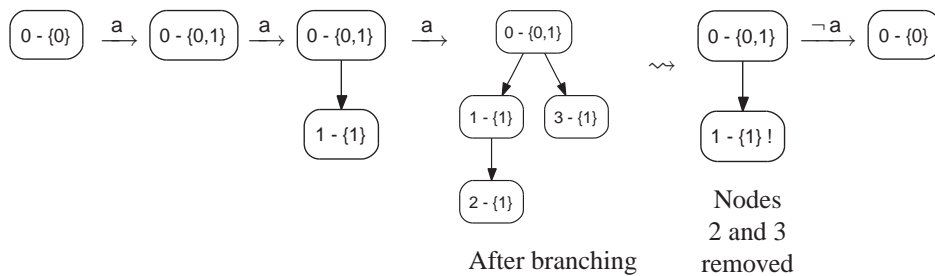 0 - {0} a 0 - {0,1} a 0 - {0,1} a 0 - {0,1} ⇝ 0 - {0,1} ¬ a 0 - {0}
1 - {1} 1 - {1} 3 - {1} 1 - {1} !
2 - {1}
After branching
Nodes
2 and 3
removed